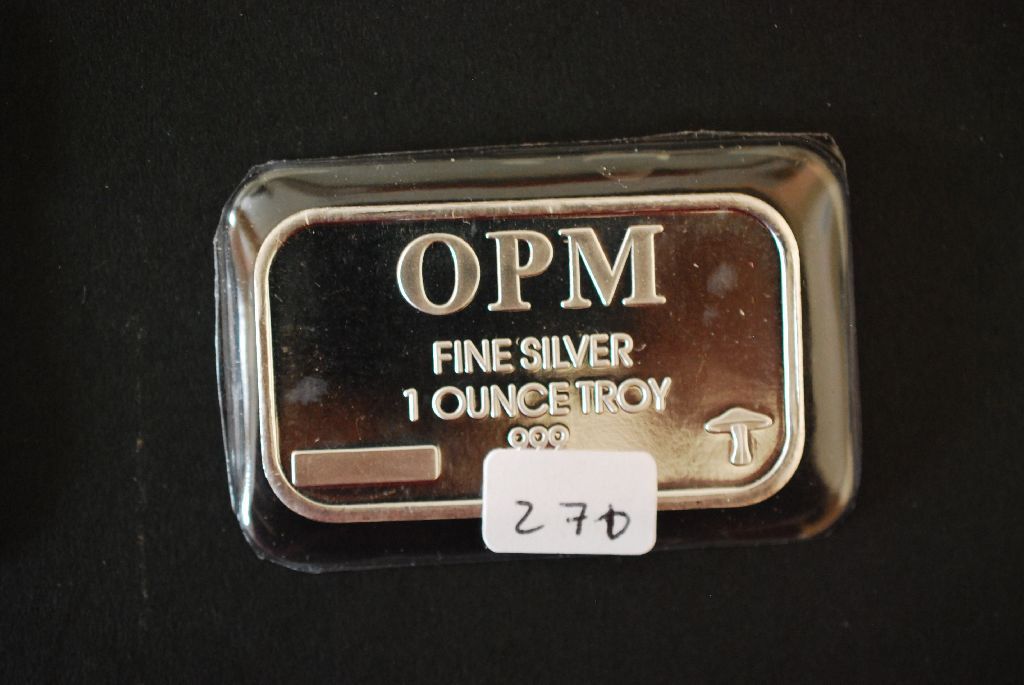 OPM
FINE SILVER
1 OUNCE TROY
999
270